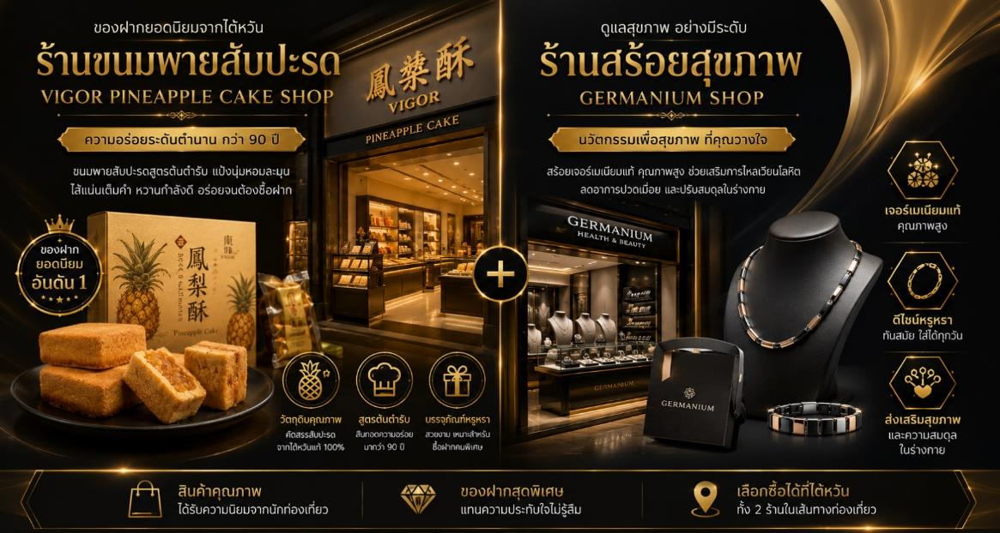 ของฝากยอดนิยมจากไต้หวัน
ร้านขนมพายสับปะรด
VIGOR PINEAPPLE CAKE SHOP
ความอร่อยระดับตำนาน กว่า 90 ปี
ขนมพายสับปะรดสูตรต้นตำรับ แป้งนุ่มหอมละมุน
ไส้แน่นเต็มคำ หวานกำลังดี อร่อยจนต้องซื้อฝาก
VIGOR
PINEAPPLE CAKE
ของฝาก
ยอดนิยม
อันดับ 1
鳳梨酥
VIGOR
Pineapple Cake
วัตถุดิบคุณภาพ
คัดสรรสับปะรด
จากไต้หวันแท้ 100%
สูตรต้นตำรับ
สืบทอดความอร่อย
มากว่า 90 ปี
บรรจุภัณฑ์หรูหรา
สวยงาม เหมาะสำหรับ
ซื้อฝากคนพิเศษ
ดูแลสุขภาพ อย่างมีระดับ
ร้านสร้อยสุขภาพ
GERMANIUM SHOP
นวัตกรรมเพื่อสุขภาพ ที่คุณวางใจ
สร้อยเจอร์เมเนียมแท้ คุณภาพสูง ช่วยเสริมการไหลเวียนโลหิต
ลดอาการปวดเมื่อย และปรับสมดุลในร่างกาย
GERMANIUM
HEALTH & BEAUTY
GERMANIUM
GERMANIUM
เจอร์เมเนียมแท้
คุณภาพสูง
ดีไซน์หรูหรา
ทันสมัย ใส่ได้ทุกวัน
ส่งเสริมสุขภาพ
และความสมดุล
ในร่างกาย
สินค้าคุณภาพ
ได้รับความนิยมจากนักท่องเที่ยว
ของฝากสุดพิเศษ
แทนความประทับใจไม่รู้ลืม
เลือกซื้อได้ที่ไต้หวัน
ทั้ง 2 ร้านในเส้นทางท่องเที่ยว